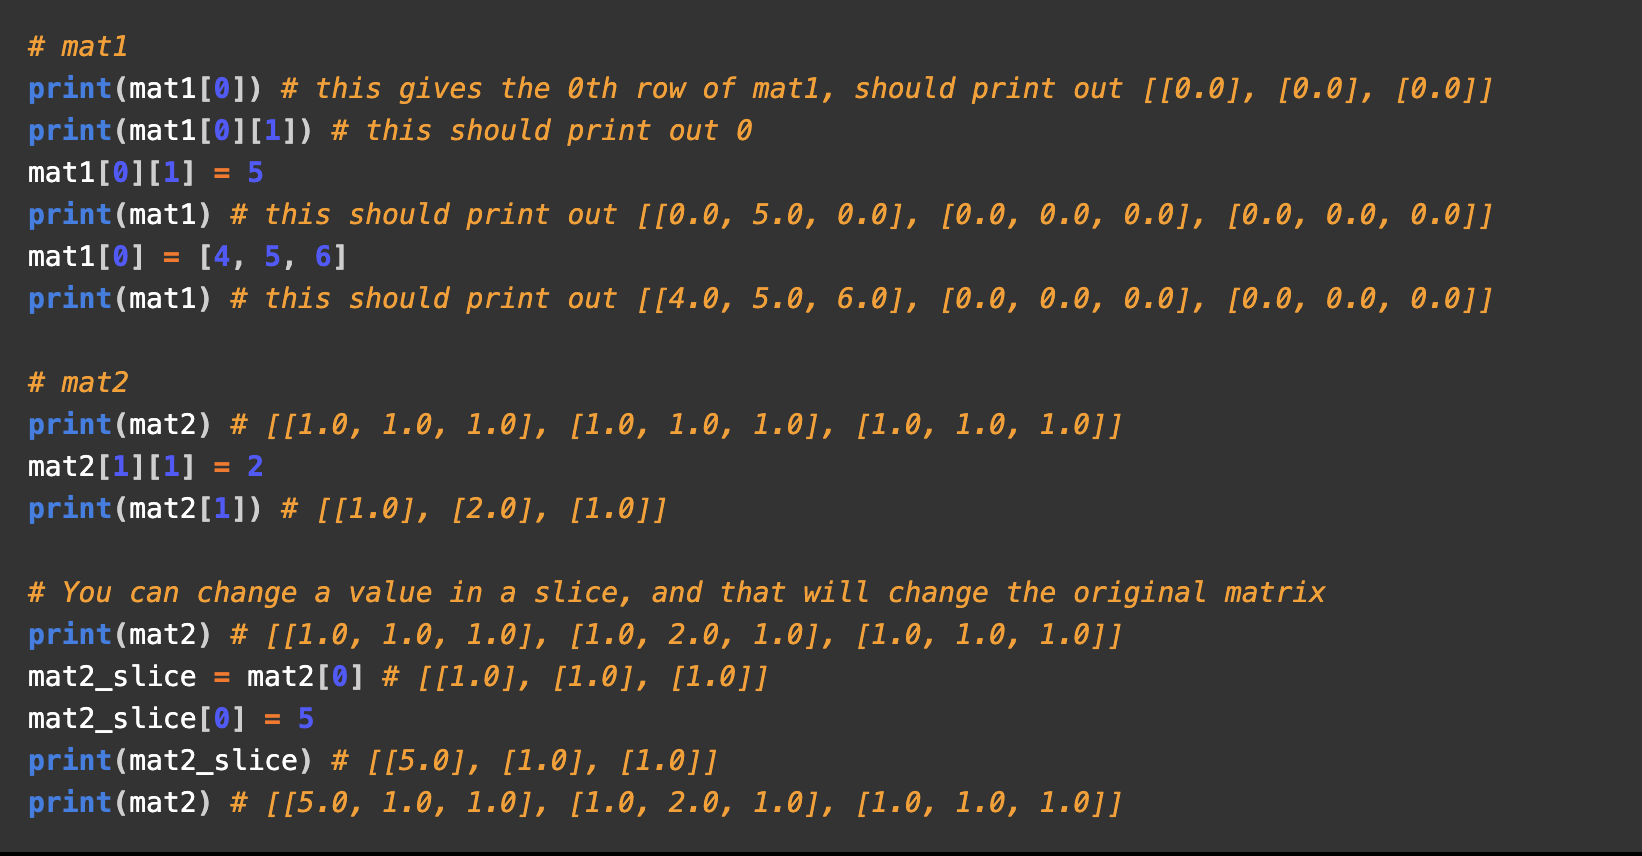 # mat1
print(mat1[0]) # this gives the 0th row of mat1, should print out [[0.0], [0.0], [0.0]]
print(mat1[0][1]) # this should print out 0
mat1[0][1] = 5
print(mat1) # this should print out [[0.0, 5.0, 0.0], [0.0, 0.0, 0.0], [0.0, 0.0, 0.0]]
mat1[0] = [4, 5, 6]
print(mat1) # this should print out [[4.0, 5.0, 6.0], [0.0, 0.0, 0.0], [0.0, 0.0, 0.0]]

# mat2
print(mat2) # [[1.0, 1.0, 1.0], [1.0, 1.0, 1.0], [1.0, 1.0, 1.0]]
mat2[1][1] = 2
print(mat2[1]) # [[1.0], [2.0], [1.0]]

# You can change a value in a slice, and that will change the original matrix
print(mat2) # [[1.0, 1.0, 1.0], [1.0, 2.0, 1.0], [1.0, 1.0, 1.0]]
mat2_slice = mat2[0] # [[1.0], [1.0], [1.0]]
mat2_slice[0] = 5
print(mat2_slice) # [[5.0], [1.0], [1.0]]
print(mat2) # [[5.0, 1.0, 1.0], [1.0, 2.0, 1.0], [1.0, 1.0, 1.0]]